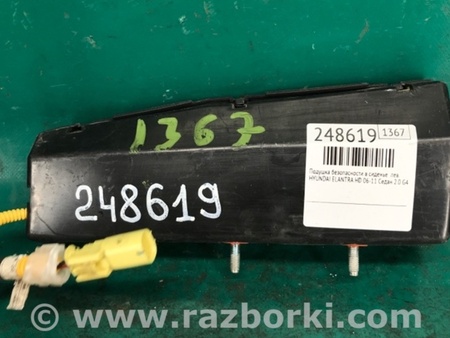 1367
248619
248619 1367
Подушка безопасности в сиденье лев
HYUNDAI ELANTRA HD 06-11 Седан 2.0 G4
www.razborki.com